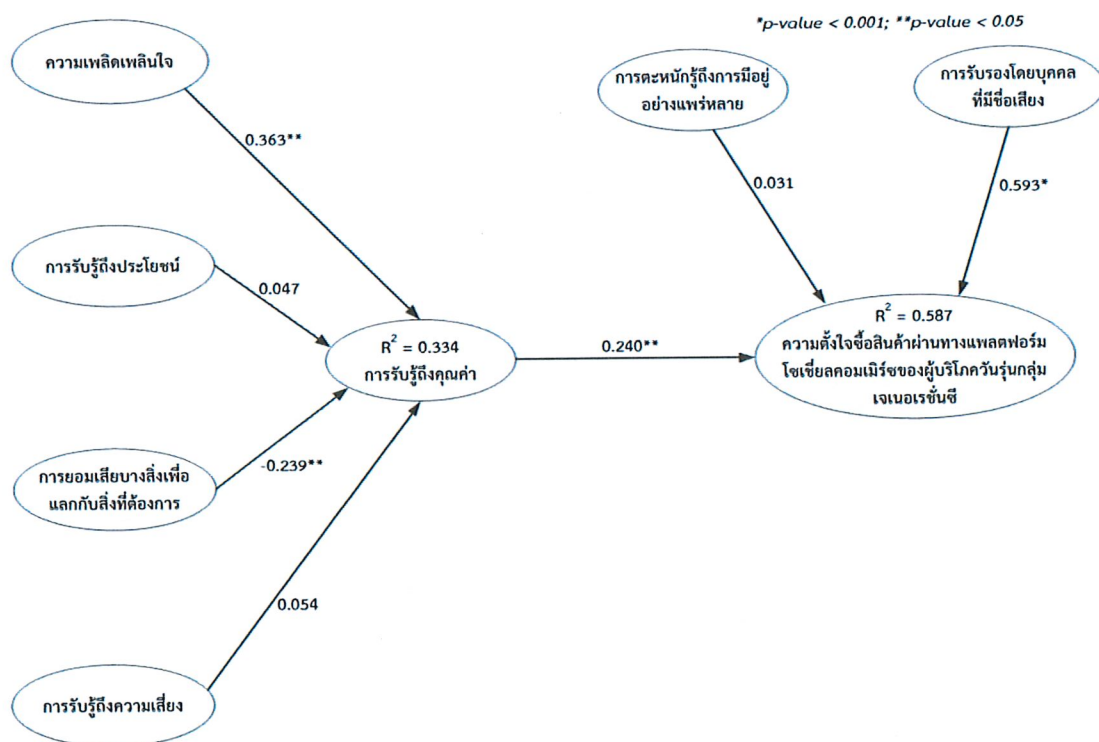 *p-value < 0.001; **p-value < 0.05
ความเพลิดเพลินใจ
การตะหนักรู้ถึงการมีอยู่
อย่างแพร่หลาย
การรับรองโดยบุคคล
ที่มีชื่อเสียง
0.363**
0.031
0.593*
การรับรู้ถึงประโยชน์
0.047
R² = 0.334
การรับรู้ถึงคุณค่า
0.240**
R² = 0.587
ความตั้งใจซื้อสินค้าผ่านทางแพลตฟอร์ม
โซเชี่ยลคอมเมิร์ซของผู้บริโภควันรุ่นกลุ่ม
เจเนอเรชั่นซี
การยอมเสียบางสิ่งเพื่อ
แลกกับสิ่งที่ต้องการ
-0.239**
0.054
การรับรู้ถึงความเสี่ยง